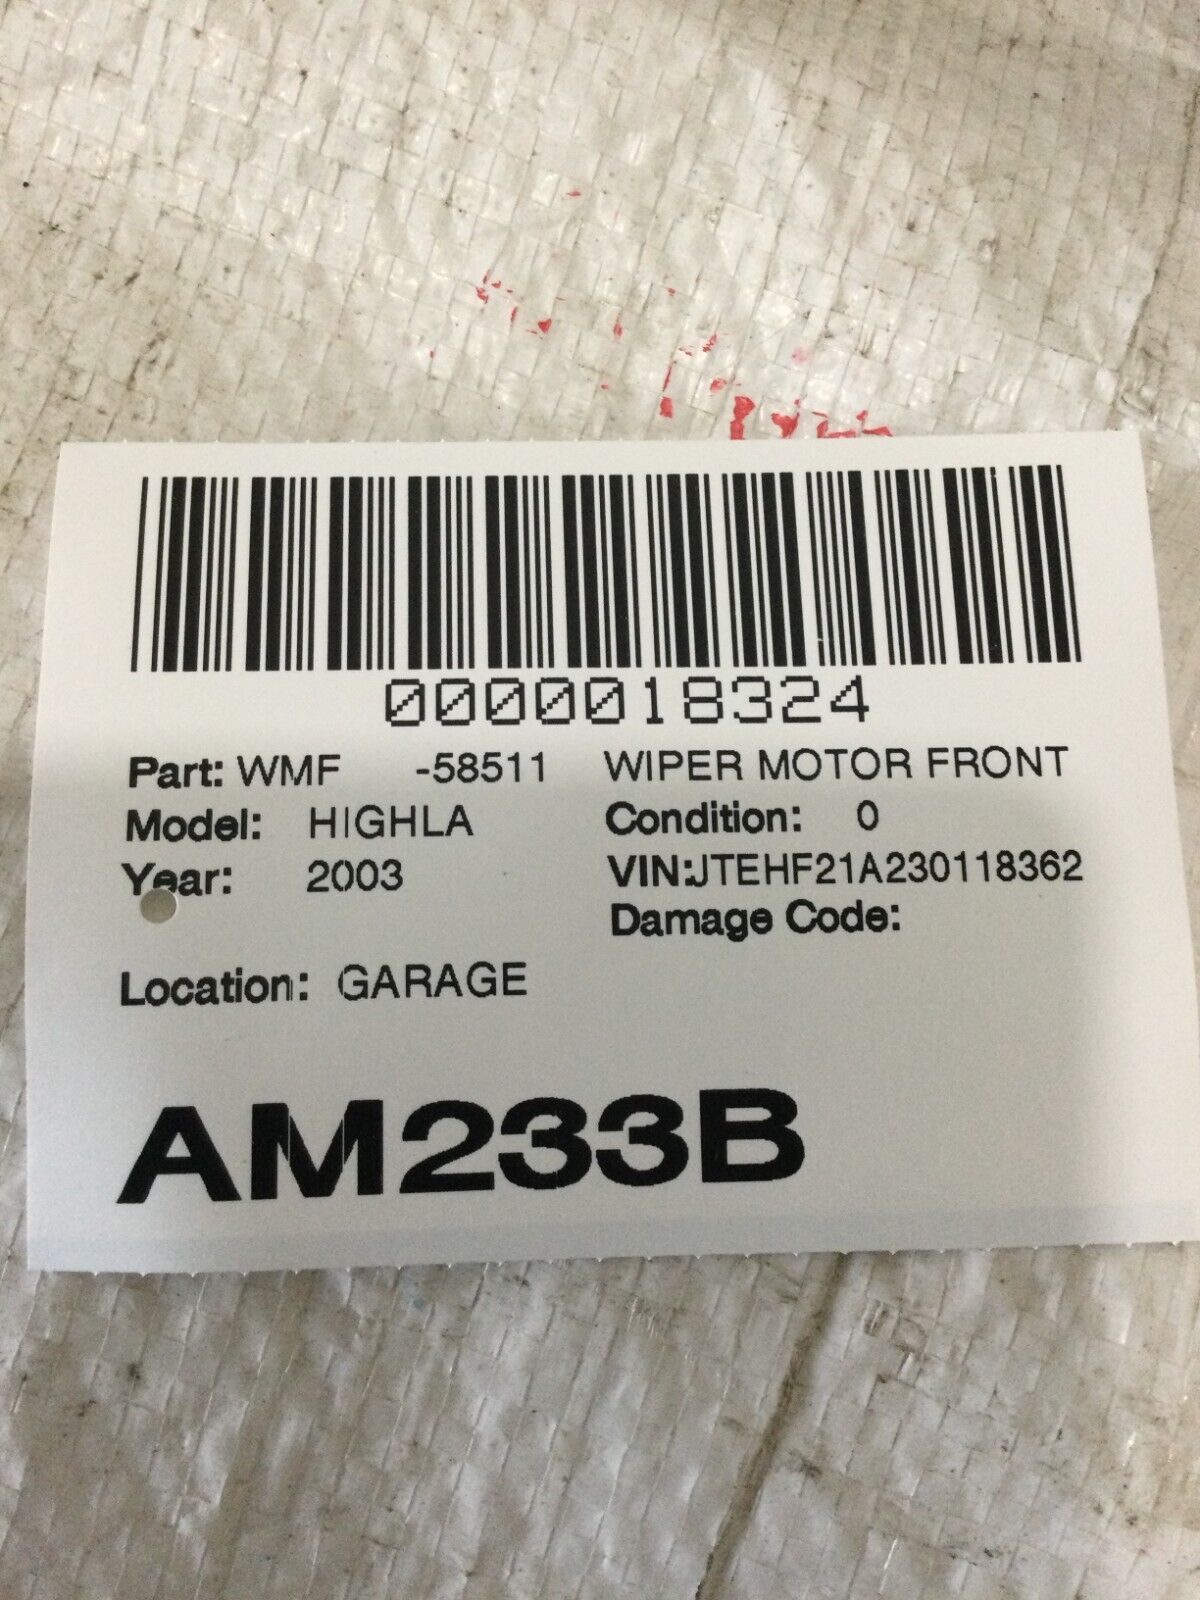 0000018324
Part: WMF -58511 WIPER MOTOR FRONT
Model: HIGHLA Condition: 0
Year: 2003 VIN:JTEHF21A230118362
Damage Code:
Location: GARAGE
AM233B